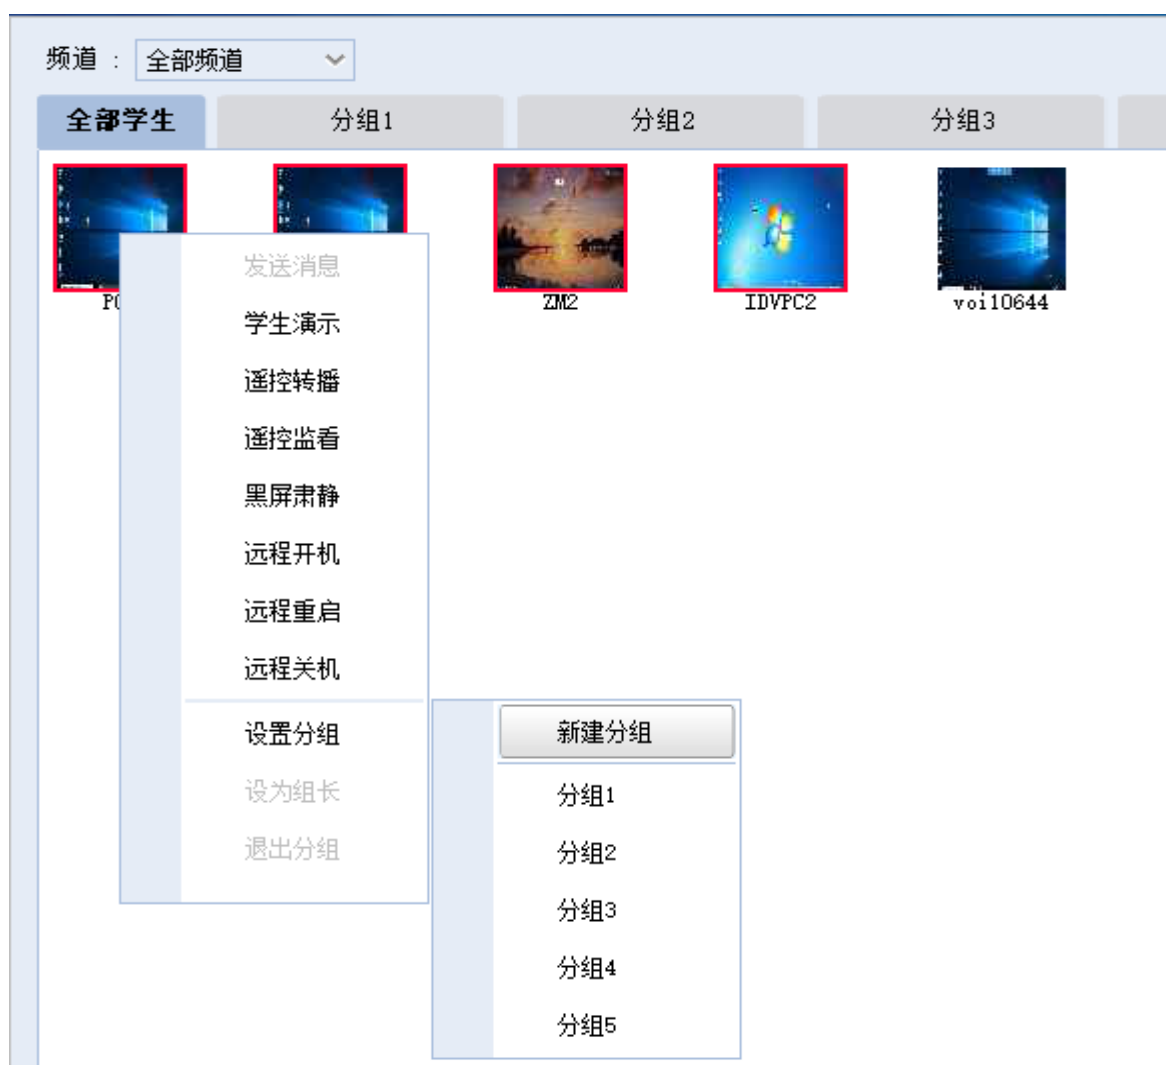 频道 : 全部频道
全部学生 分组1 分组2 分组3
ZM2 IDVPC2 voi10644
发送消息
学生演示
遥控转播
遥控监看
黑屏肃静
远程开机
远程重启
远程关机
设置分组
设为组长
退出分组
新建分组
分组1
分组2
分组3
分组4
分组5